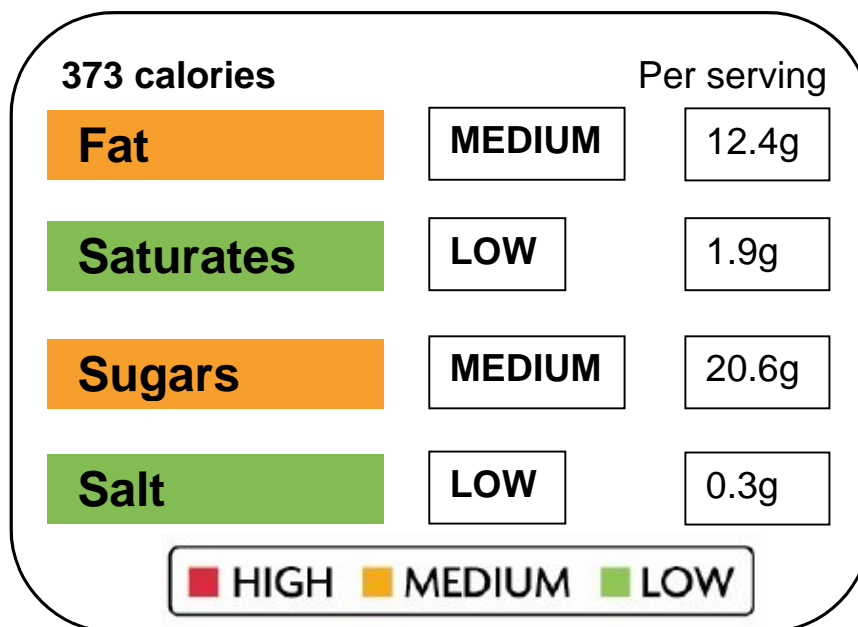 373 calories Per serving
Fat MEDIUM 12.4g
Saturates LOW 1.9g
Sugars MEDIUM 20.6g
Salt LOW 0.3g
HIGH MEDIUM LOW